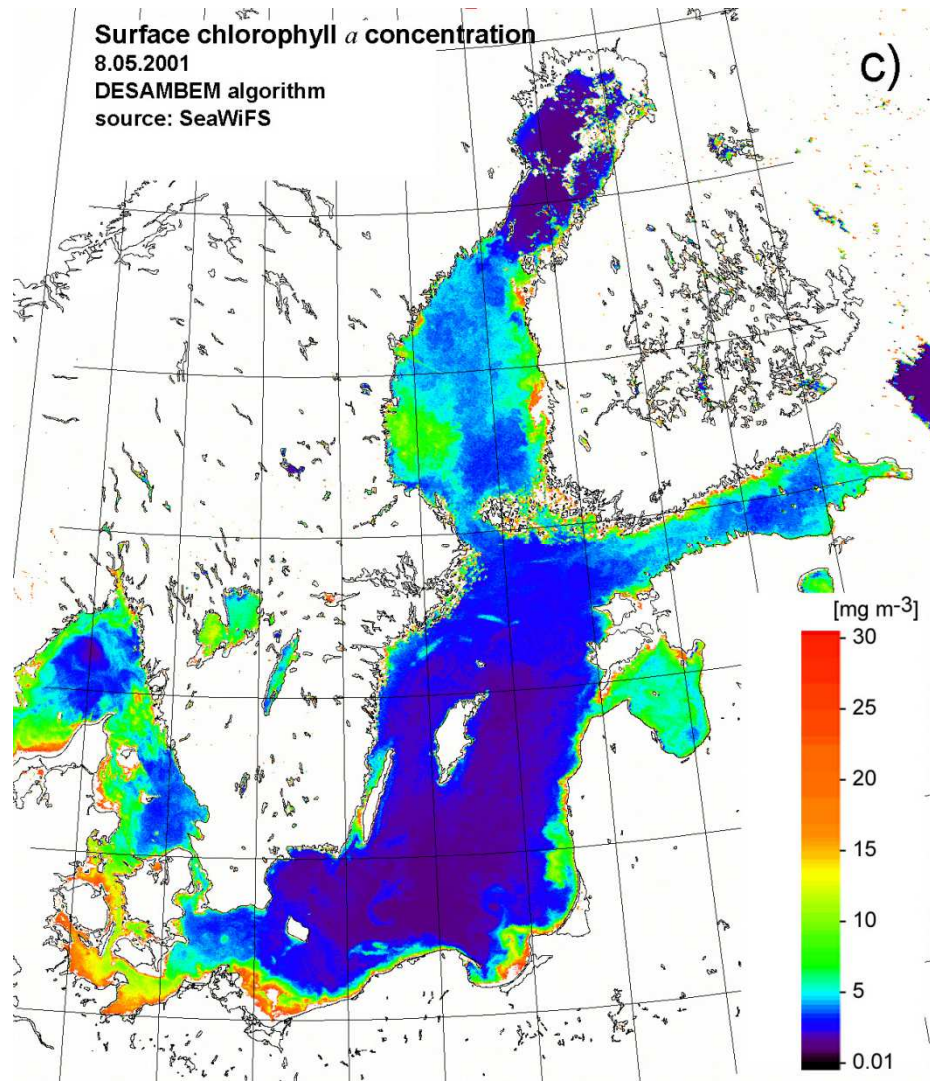 Surface chlorophyll a concentration
8.05.2001
DESAMBEM algorithm
source: SeaWiFS
c)
[mg m-3]
30
25
20
15
10
5
0.01